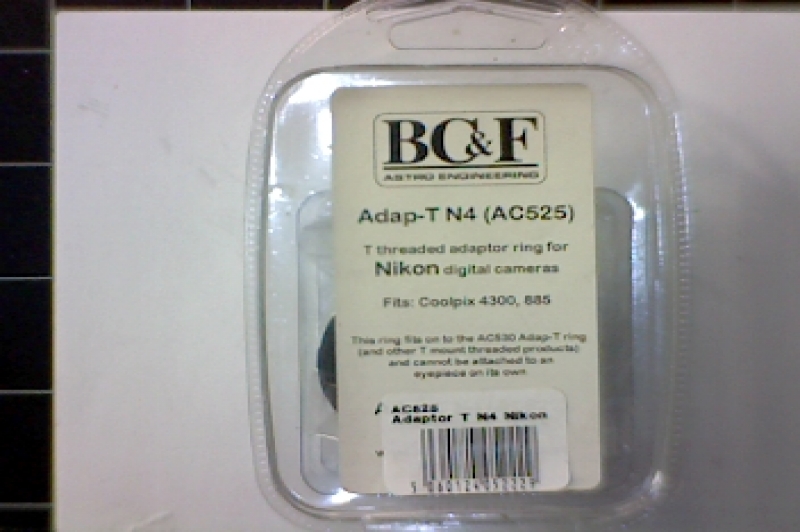 BC&F
ASTRO ENGINEERING
Adap-T N4 (AC525)
T threaded adaptor ring for
Nikon digital cameras
Fits: Coolpix 4300, 885
This ring fits on to the AC530 Adap-T ring
(and other T mount threaded products)
and cannot be attached to an
eyepiece on its own
AC525
Adaptor T N4 Nikon